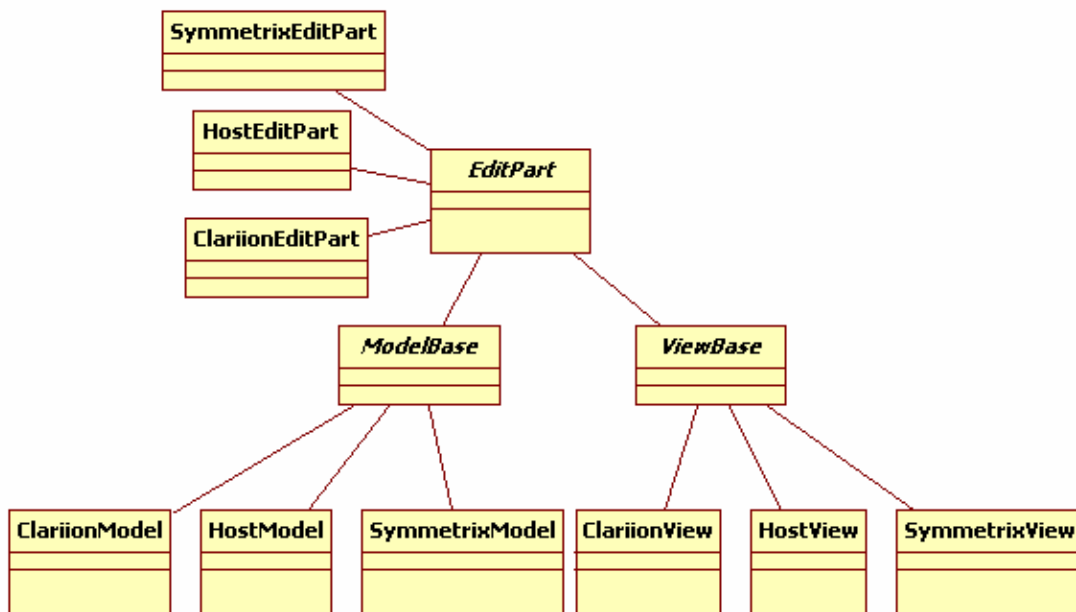 SymmetrixEditPart
HostEditPart
EditPart
ClariionEditPart
ModelBase
ViewBase
ClariionModel
HostModel
SymmetrixModel
ClariionView
HostView
SymmetrixView